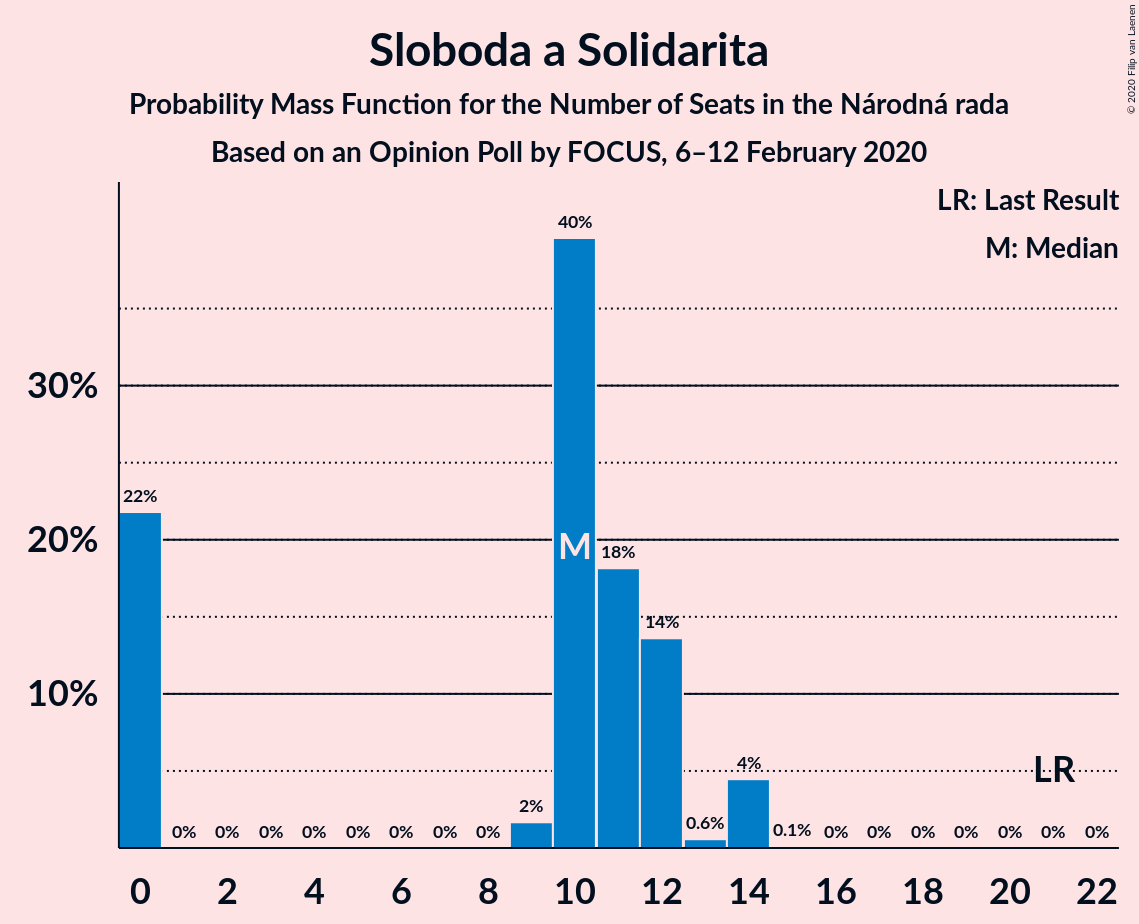 Sloboda a Solidarita
Probability Mass Function for the Number of Seats in the Národná rada
Based on an Opinion Poll by FOCUS, 6–12 February 2020
© 2020 Filip van Laenen
LR: Last Result
M: Median
40%
30%
22%
20%
M
18%
14%
10%
LR
4%
2%
0.6%
0.1%
0% 0% 0% 0% 0% 0% 0% 0% 0% 0% 0% 0% 0% 0% 0%
0 2 4 6 8 10 12 14 16 18 20 22